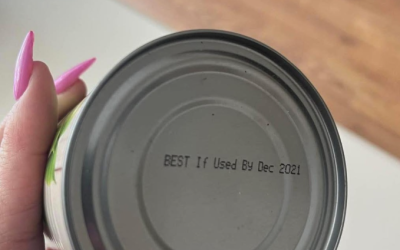 BEST If Used By Dec 2021